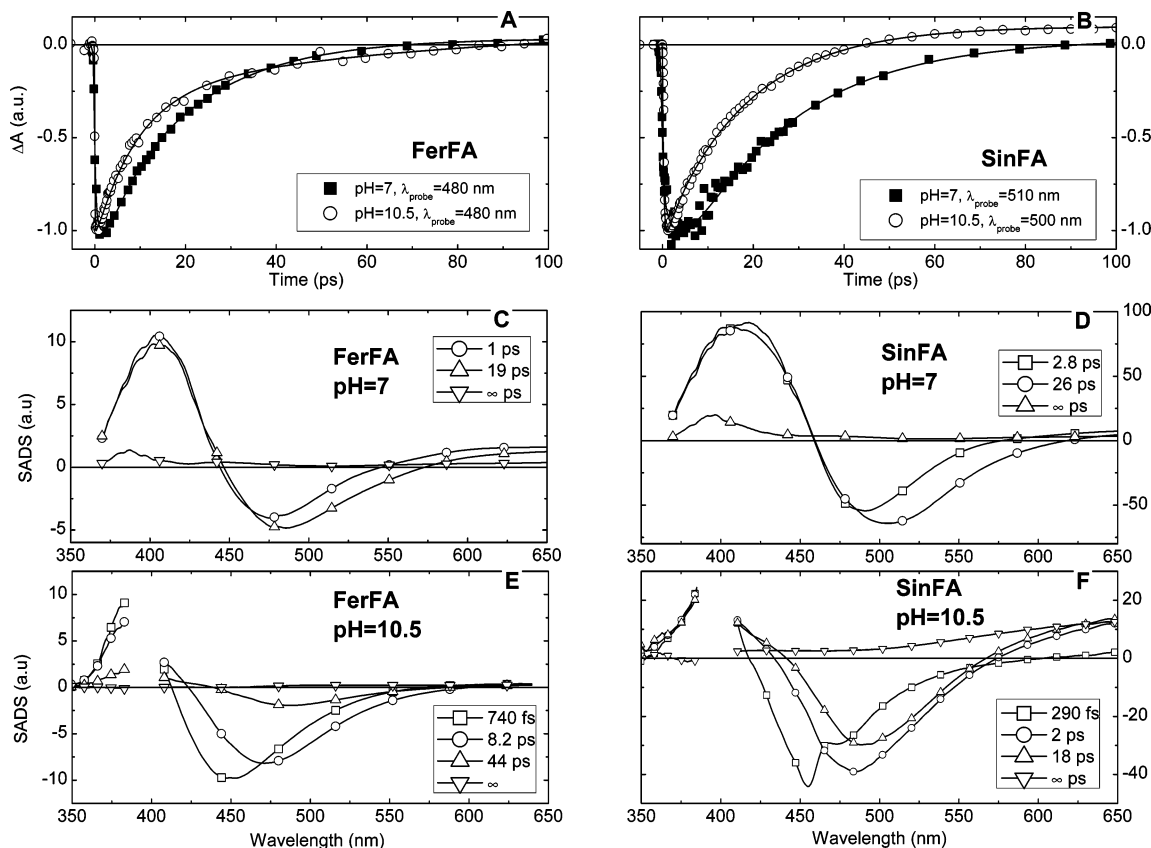 A
0.0
-0.5
-1.0
ΔA (a.u.)
FerFA
pH=7, λprobe=480 nm
pH=10.5, λprobe=480 nm
0 20 40 60 80 100
Time (ps)
B
0.0
-0.5
-1.0
SinFA
pH=7, λprobe=510 nm
pH=10.5, λprobe=500 nm
0 20 40 60 80 100
Time (ps)
C
10
5
0
-5
SADS (a.u)
FerFA
pH=7
1 ps
19 ps
∞ ps
350 400 450 500 550 600 650
D
100
50
0
-50
SinFA
pH=7
2.8 ps
26 ps
∞ ps
350 400 450 500 550 600 650
E
10
5
0
-5
-10
SADS (a.u)
FerFA
pH=10.5
740 fs
8.2 ps
44 ps
∞
350 400 450 500 550 600 650
Wavelength (nm)
F
20
0
-20
-40
SinFA
pH=10.5
290 fs
2 ps
18 ps
∞ ps
350 400 450 500 550 600 650
Wavelength (nm)